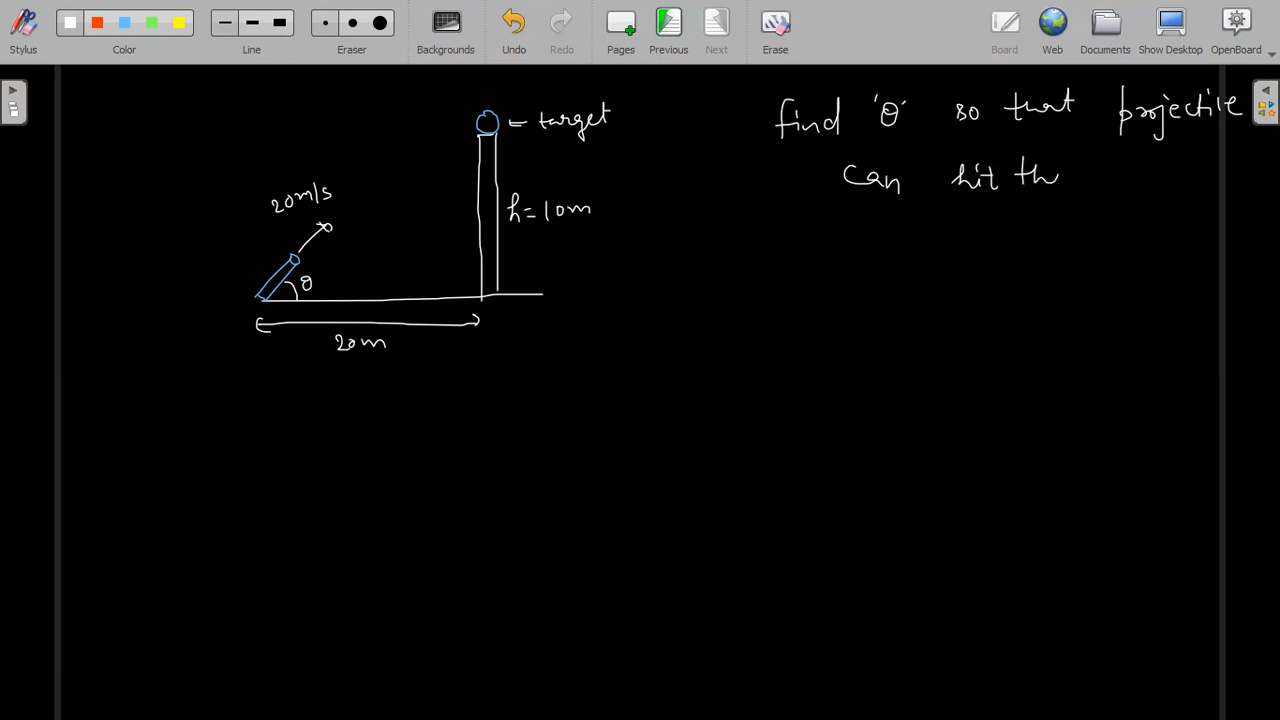 Stylus
Color
Line
Eraser
Backgrounds
Undo
Redo
Pages
Previous
Next
Erase
Board
Web
Documents
Show Desktop
OpenBoard
find 'θ' so that projectile
can hit th
← target
20m/s
h=10m
θ
20m